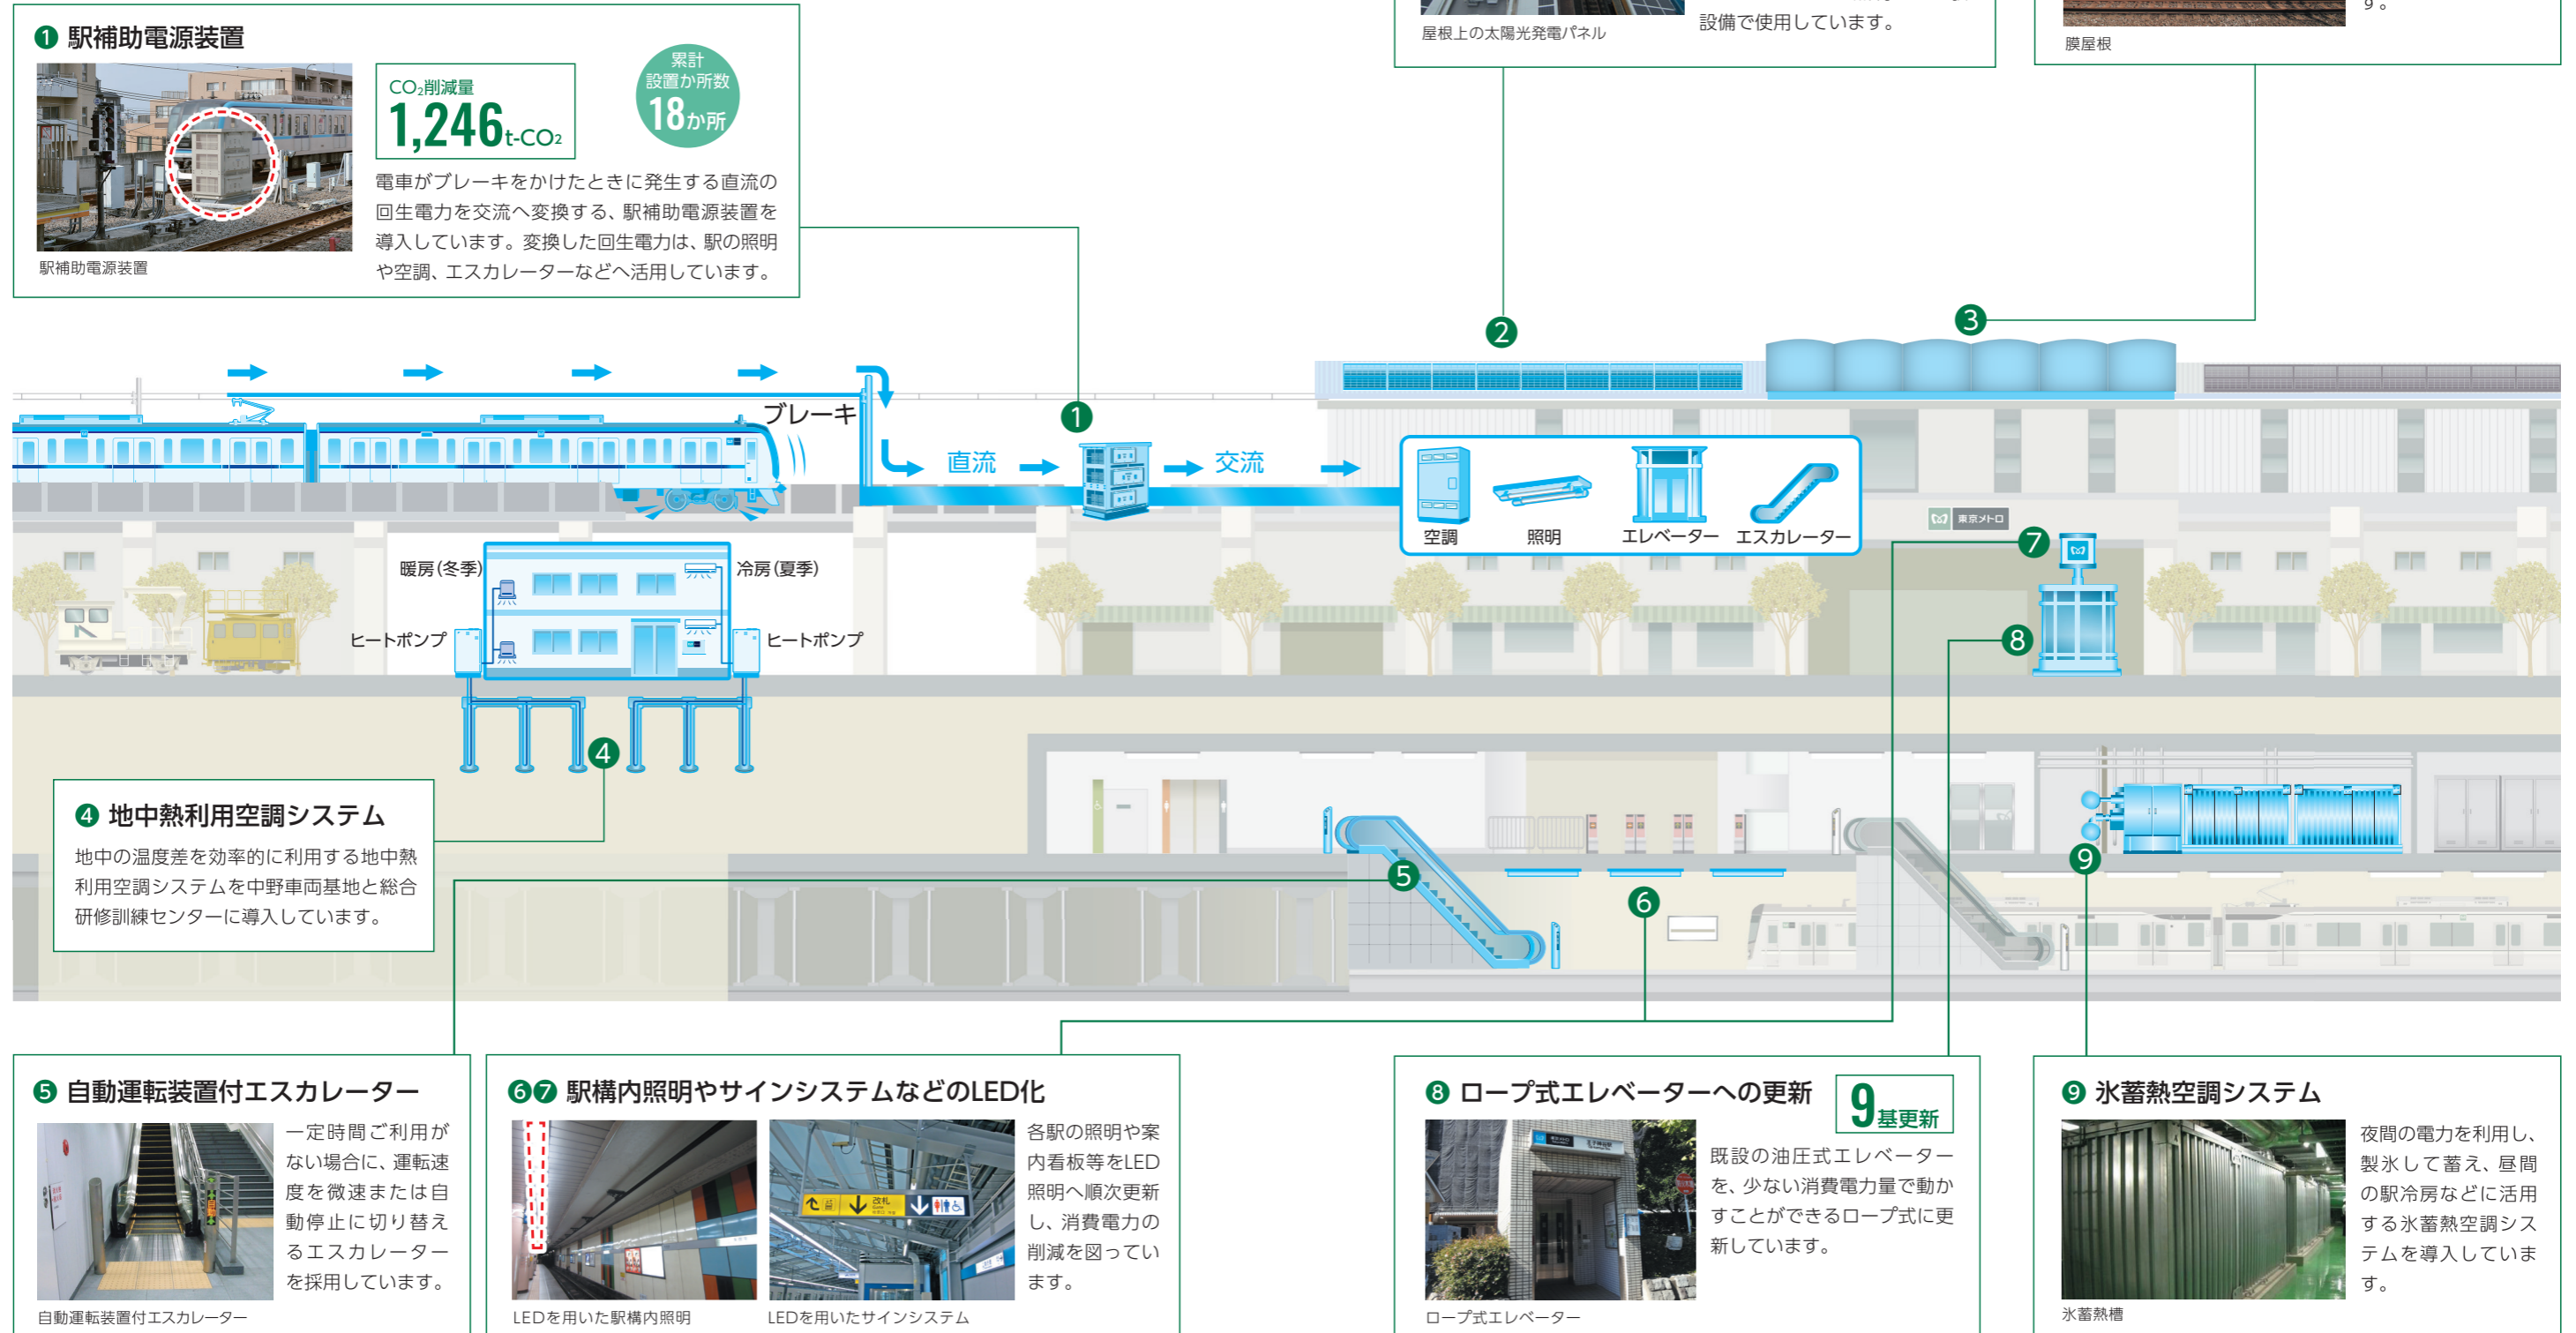 ❶ 駅補助電源装置
CO₂削減量
1,246t-CO₂
累計
設置か所数
18か所
電車がブレーキをかけたときに発生する直流の
回生電力を交流へ変換する、駅補助電源装置を
導入しています。変換した回生電力は、駅の照明
や空調、エスカレーターなどへ活用しています。
駅補助電源装置
設備で使用しています。
屋根上の太陽光発電パネル
す。
膜屋根
❷
❸
❶
ブレーキ
直流
交流
空調
照明
エレベーター
エスカレーター
東京メトロ
❼
❽
暖房(冬季)
冷房(夏季)
ヒートポンプ
ヒートポンプ
❹
❹ 地中熱利用空調システム
地中の温度差を効率的に利用する地中熱
利用空調システムを中野車両基地と総合
研修訓練センターに導入しています。
❺
❻
❾
❺ 自動運転装置付エスカレーター
一定時間ご利用が
ない場合に、運転速
度を微速または自
動停止に切り替え
るエスカレーター
を採用しています。
自動運転装置付エスカレーター
❻❼ 駅構内照明やサインシステムなどのLED化
改札
各駅の照明や案
内看板等をLED
照明へ順次更新
し、消費電力の
削減を図ってい
ます。
LEDを用いた駅構内照明
LEDを用いたサインシステム
❽ ロープ式エレベーターへの更新
9基更新
既設の油圧式エレベーター
を、少ない消費電力量で動か
すことができるロープ式に更
新しています。
ロープ式エレベーター
❾ 氷蓄熱空調システム
夜間の電力を利用し、
製氷して蓄え、昼間
の駅冷房などに活用
する氷蓄熱空調シス
テムを導入していま
す。
氷蓄熱槽